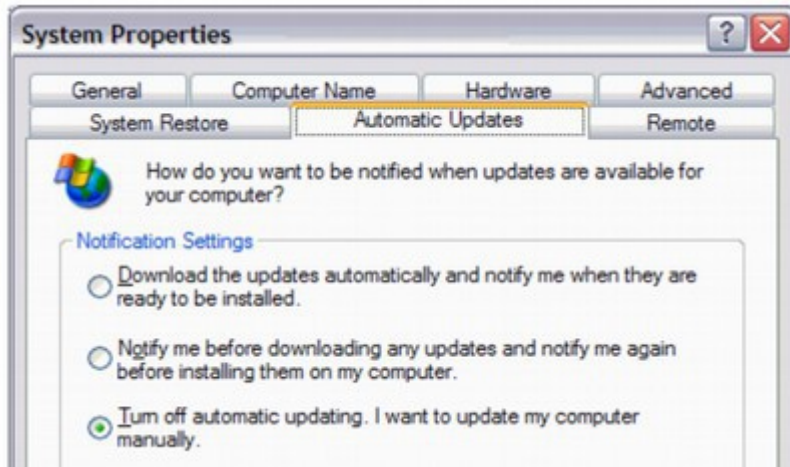 System Properties
General Computer Name Hardware Advanced
System Restore Automatic Updates Remote
How do you want to be notified when updates are available for
your computer?
Notification Settings
Download the updates automatically and notify me when they are
ready to be installed.
Notify me before downloading any updates and notify me again
before installing them on my computer.
Turn off automatic updating. I want to update my computer
manually.